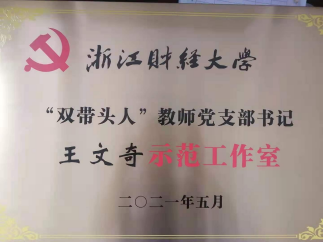 浙江财经大学
“双带头人”教师党支部书记
王文奇示范工作室
二〇二一年五月